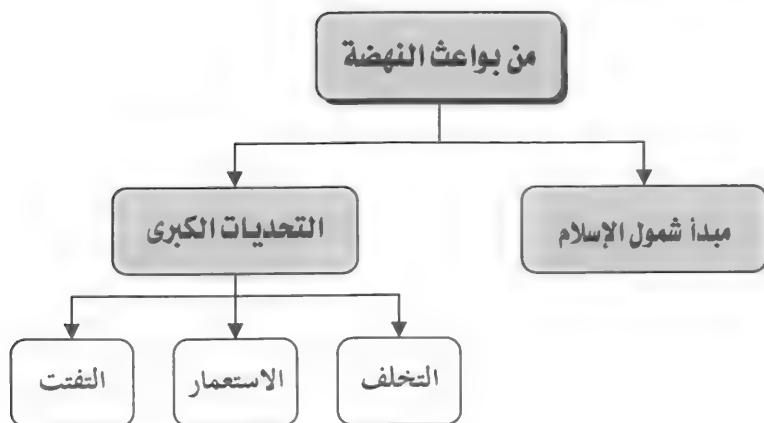 من بواعث النهضة
مبدأ شمول الإسلام
التحديات الكبرى
التخلف
الاستعمار
التفتت